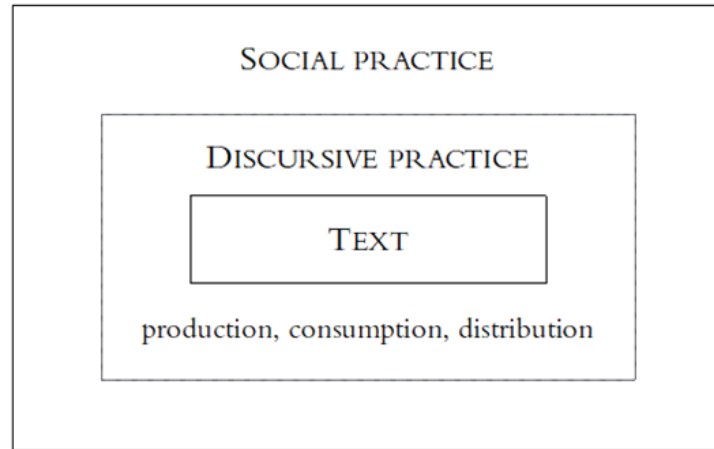 SOCIAL PRACTICE
DISCURSIVE PRACTICE
TEXT
production, consumption, distribution